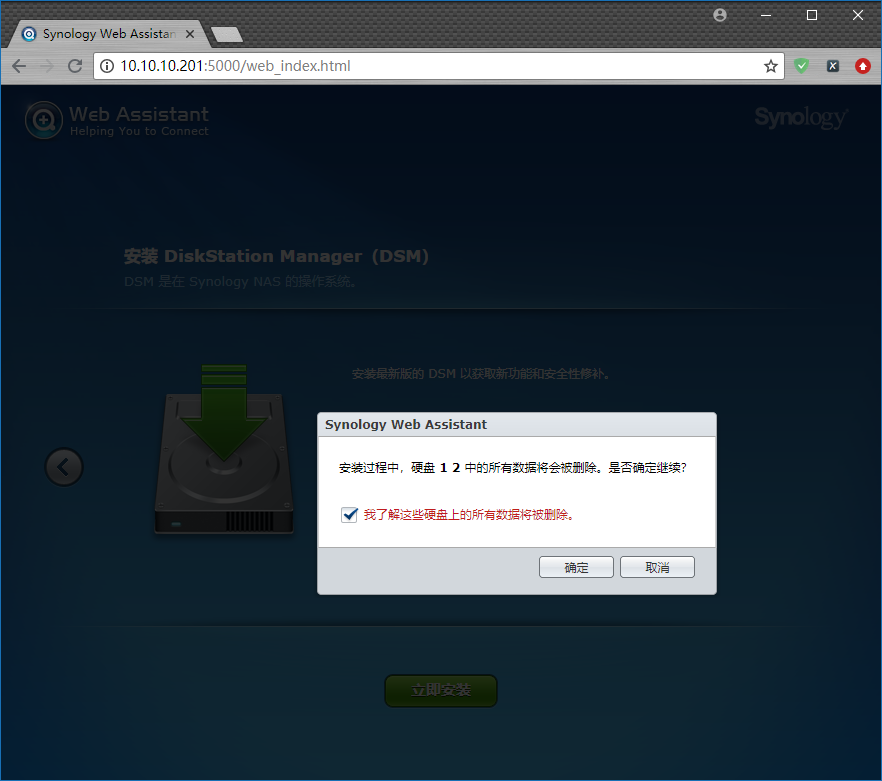 Synology Web Assistan
10.10.10.201:5000/web_index.html
Web Assistant
Helping You to Connect
Synology
安装 DiskStation Manager（DSM）
DSM 是在 Synology NAS 的操作系统。
安装最新版的 DSM 以获取新功能和安全性修补。
Synology Web Assistant
安装过程中，硬盘 1 2 中的所有数据将会被删除。是否确定继续？
我了解这些硬盘上的所有数据将被删除。
确定
取消
立即安装